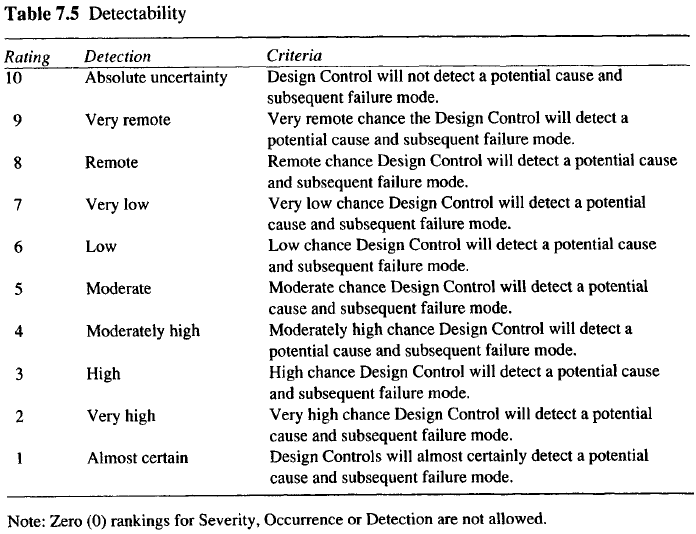 Table 7.5 Detectability
Rating Detection Criteria
10 Absolute uncertainty Design Control will not detect a potential cause and
subsequent failure mode.
9 Very remote Very remote chance the Design Control will detect a
potential cause and subsequent failure mode.
8 Remote Remote chance Design Control will detect a potential cause
and subsequent failure mode.
7 Very low Very low chance Design Control will detect a potential
cause and subsequent failure mode.
6 Low Low chance Design Control will detect a potential cause
and subsequent failure mode.
5 Moderate Moderate chance Design Control will detect a potential
cause and subsequent failure mode.
4 Moderately high Moderately high chance Design Control will detect a
potential cause and subsequent failure mode.
3 High High chance Design Control will detect a potential cause
and subsequent failure mode.
2 Very high Very high chance Design Control will detect a potential
cause and subsequent failure mode.
1 Almost certain Design Controls will almost certainly detect a potential
cause and subsequent failure mode.
Note: Zero (0) rankings for Severity, Occurrence or Detection are not allowed.